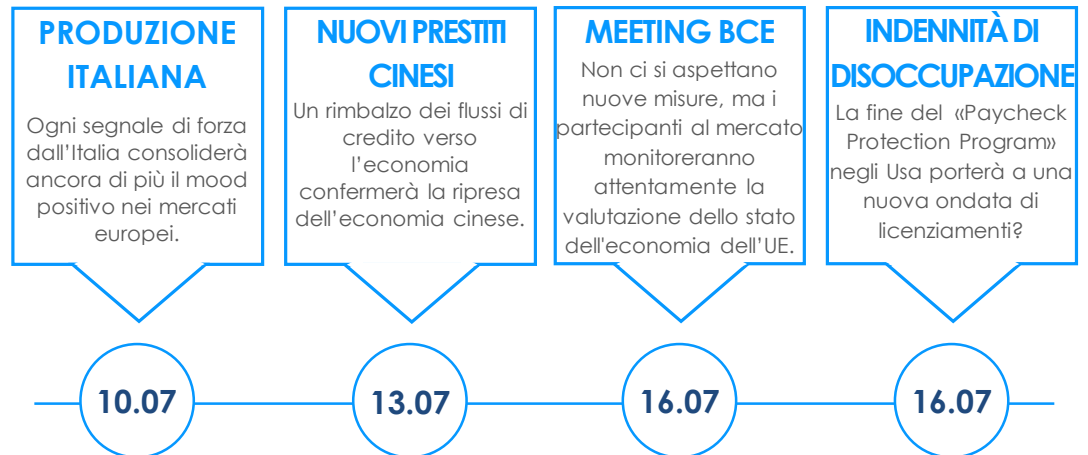 PRODUZIONE
ITALIANA
Ogni segnale di forza
dall’Italia consoliderà
ancora di più il mood
positivo nei mercati
europei.
NUOVI PRESTITI
CINESI
Un rimbalzo dei flussi di
credito verso
l’economia
confermerà la ripresa
dell’economia cinese.
MEETING BCE
Non ci si aspettano
nuove misure, ma i
partecipanti al mercato
monitoreranno
attentamente la
valutazione dello stato
dell'economia dell’UE.
INDENNITÀ DI
DISOCCUPAZIONE
La fine del «Paycheck
Protection Program»
negli Usa porterà a una
nuova ondata di
licenziamenti?
10.07
13.07
16.07
16.07